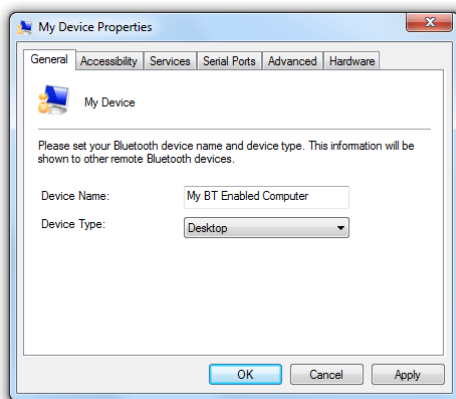 My Device Properties
General Accessibility Services Serial Ports Advanced Hardware
My Device
Please set your Bluetooth device name and device type. This information will be
shown to other remote Bluetooth devices.
Device Name: My BT Enabled Computer
Device Type: Desktop
OK Cancel Apply